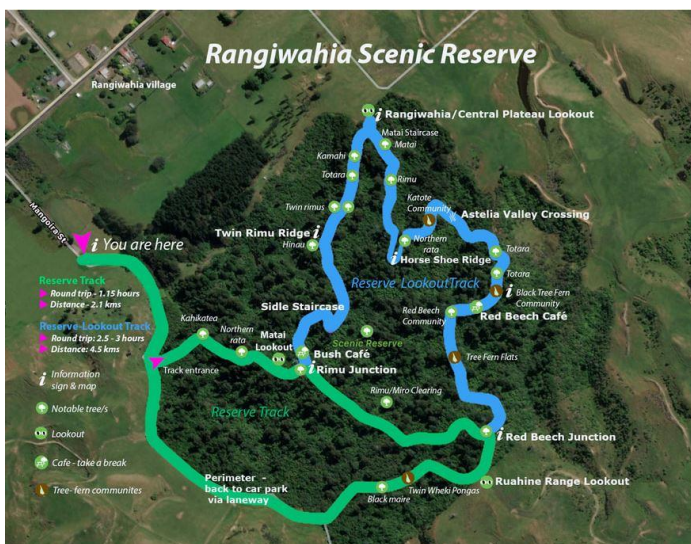 Rangiwahia Scenic Reserve
Rangiwahia village
i Rangiwahia/Central Plateau Lookout
Matai Staircase
Matai
Kamahi
Totara
Rimu
Katote
Community
Twin rimus
Astelia Valley Crossing
Mangoira St
i You are here
Twin Rimu Ridge i
Hinau
Northern
rata
i Horse Shoe Ridge
Totara
Reserve Track
Round trip - 1.15 hours
Distance - 2.1 kms
Reserve LookoutTrack
Totara
i Black Tree Fern
Community
Sidle Staircase
Red Beech
Community
Red Beech Café
Reserve-Lookout Track
Round trip: 2.5 - 3 hours
Distance: 4.5 kms
Kahikatea
Northern
rata
Matai
Lookout
Scenic Reserve
Bush Café
i Rimu Junction
Tree Fern Flats
Track entrance
i Information
sign & map
Notable tree/s
Lookout
Cafe - take a break
Tree- fern communites
Rimu/Miro Clearing
Reserve Track
i Red Beech Junction
Perimeter -
back to car park
via laneway
Ruahine Range Lookout
Twin Wheki Pongas
Black maire